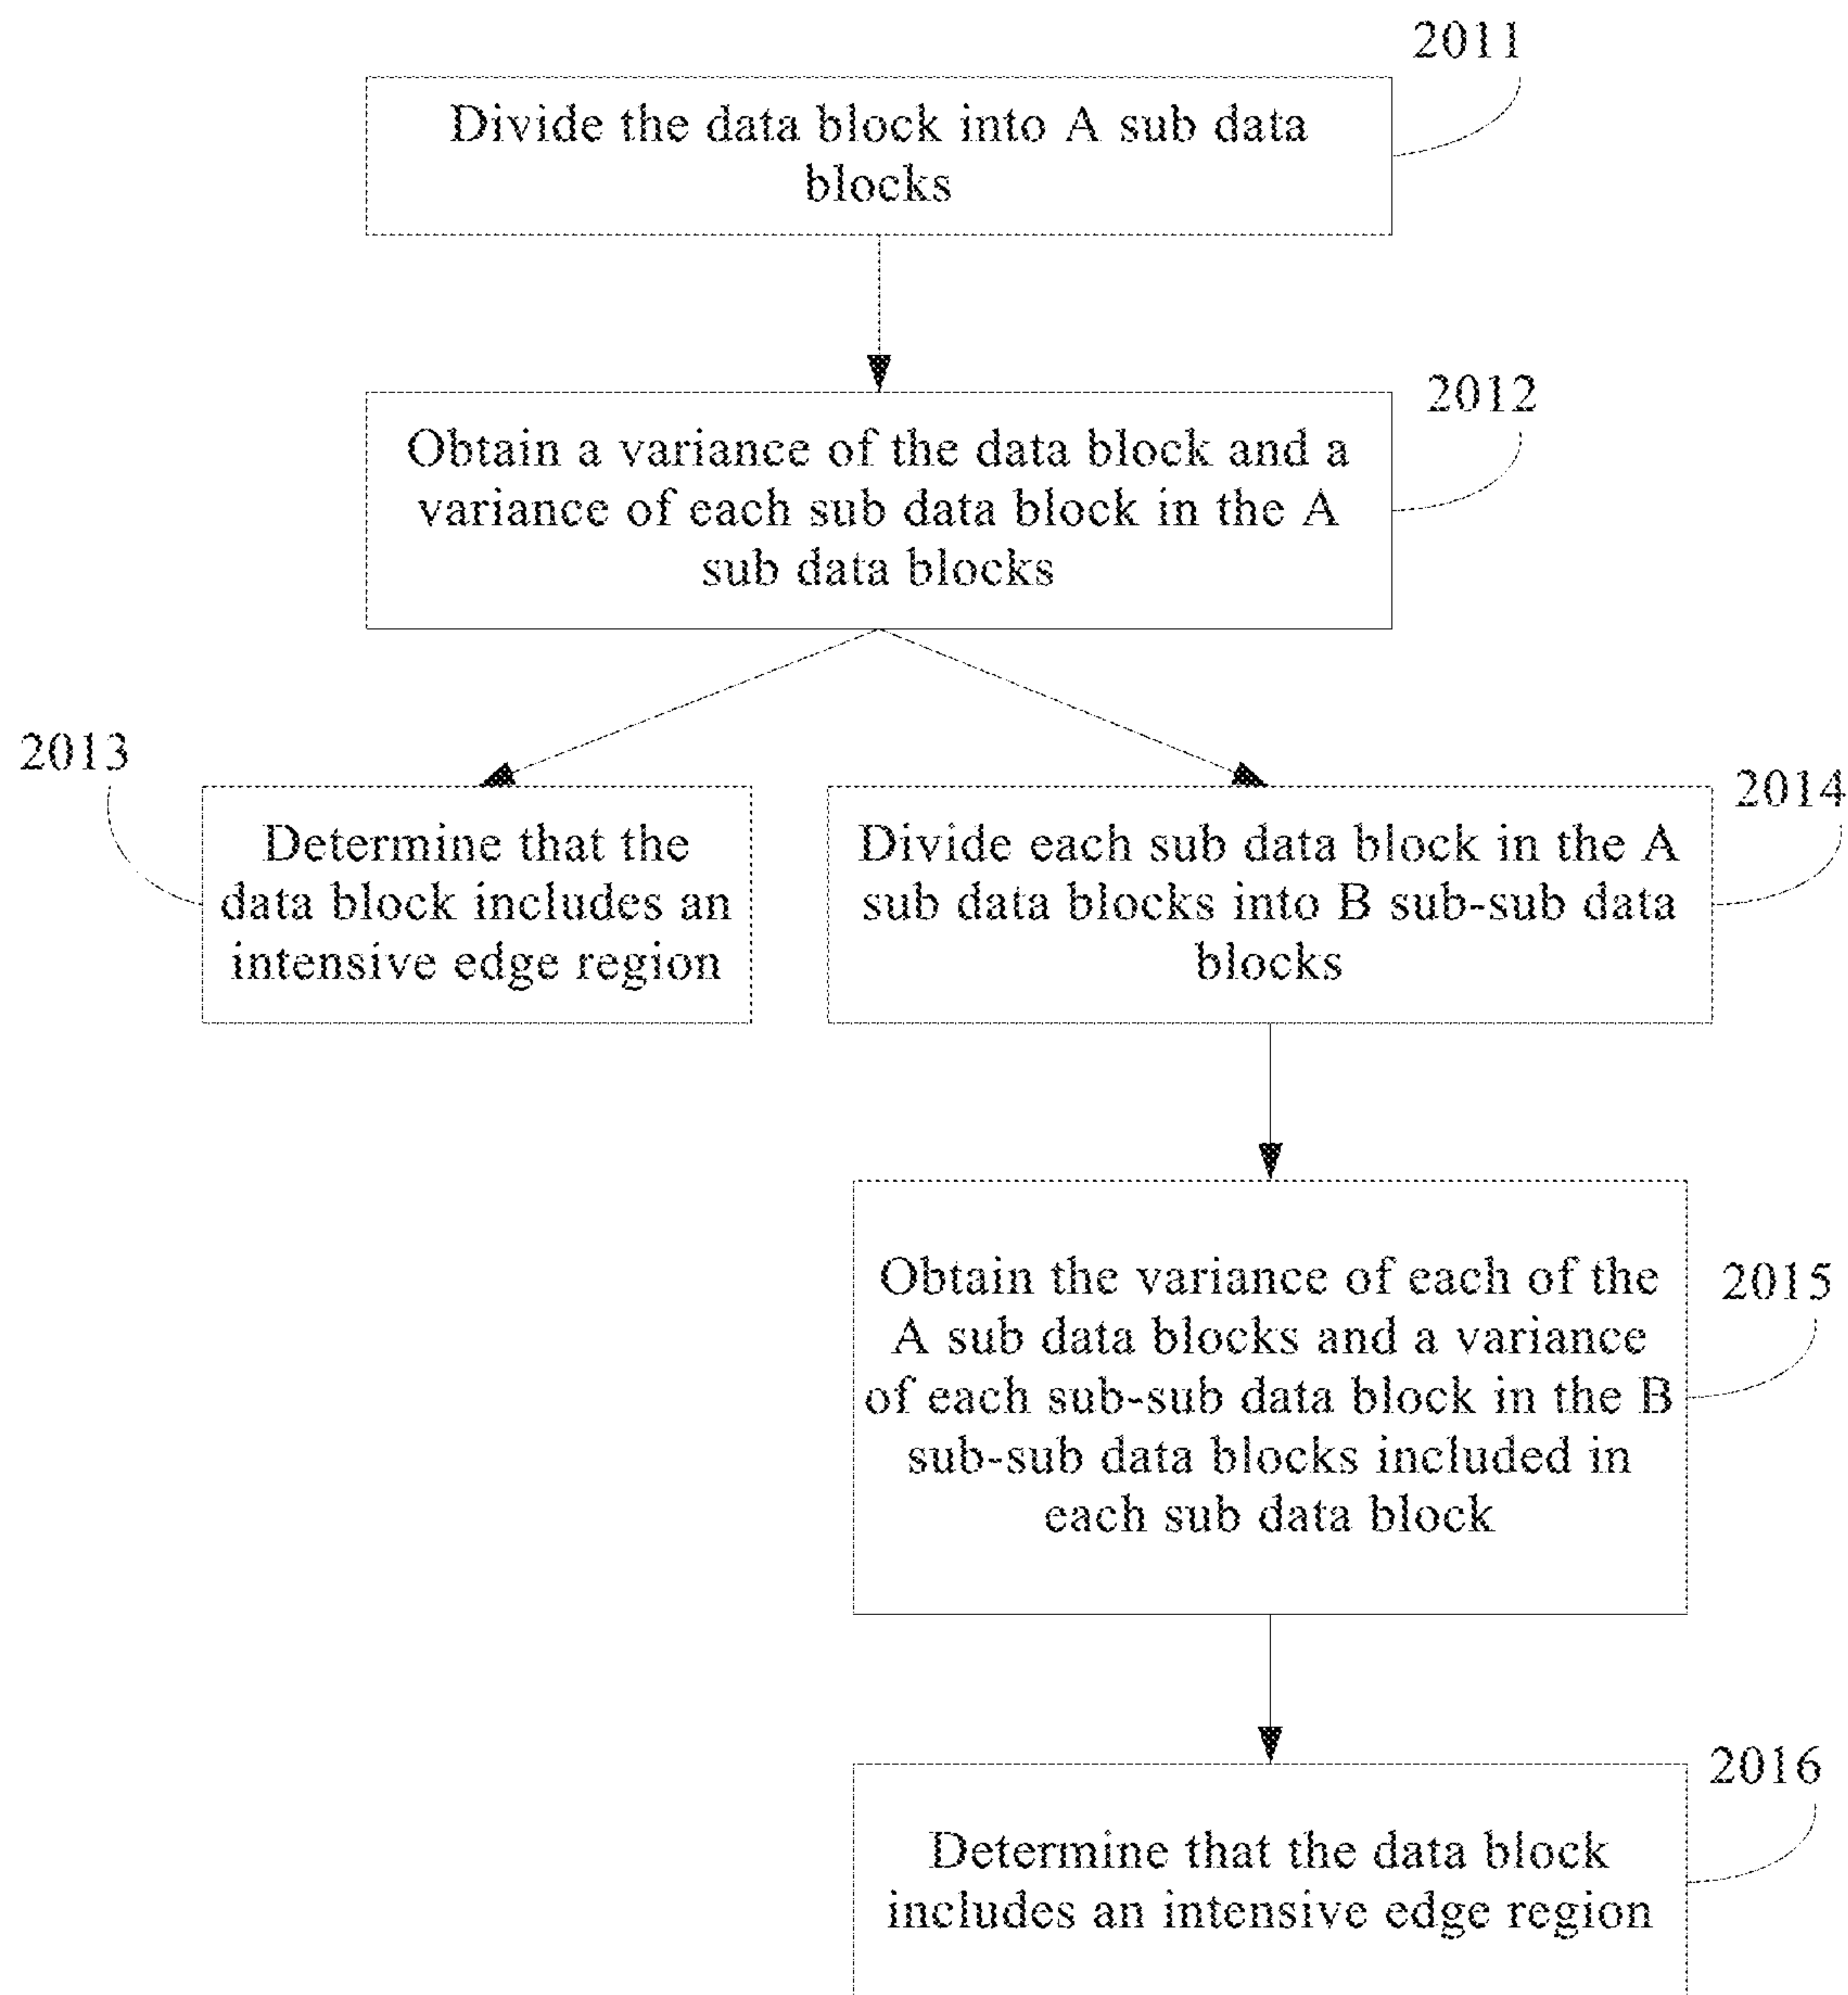 2011
Divide the data block into A sub data
blocks
2012
Obtain a variance of the data block and a
variance of each sub data block in the A
sub data blocks
2013
Determine that the
data block includes an
intensive edge region
2014
Divide each sub data block in the A
sub data blocks into B sub-sub data
blocks
2015
Obtain the variance of each of the
A sub data blocks and a variance
of each sub-sub data block in the B
sub-sub data blocks included in
each sub data block
2016
Determine that the data block
includes an intensive edge region